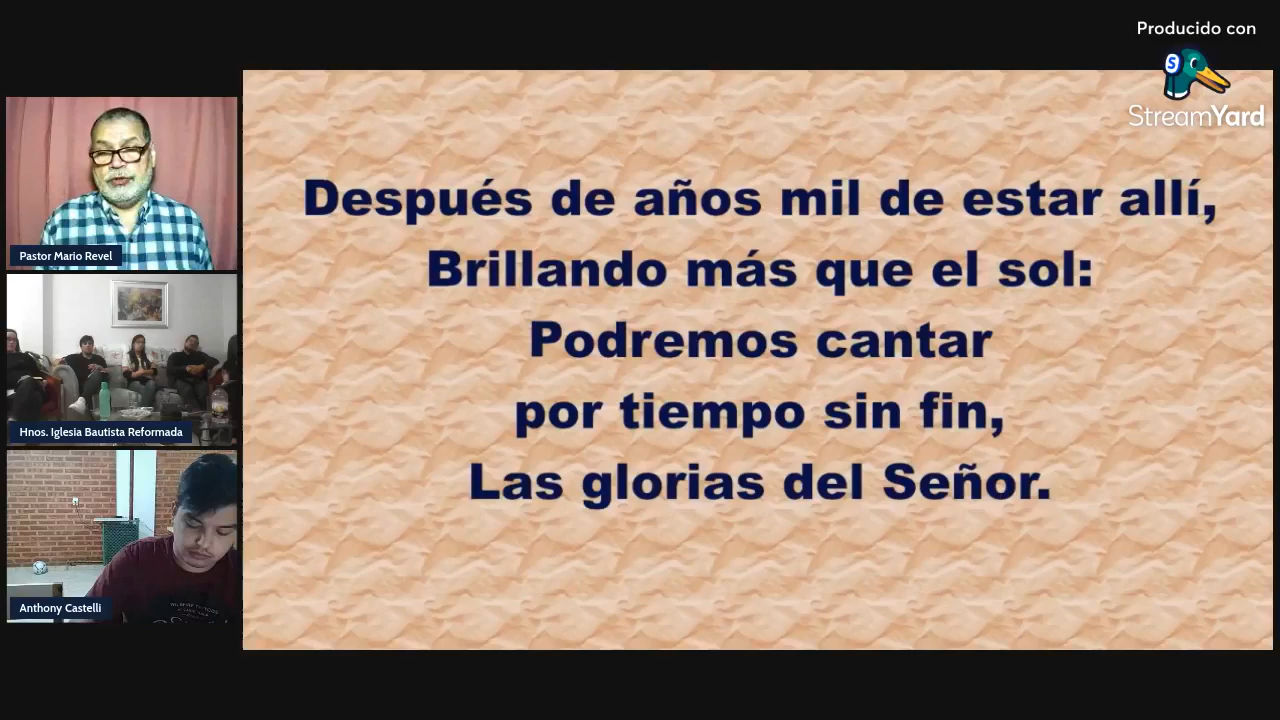 Producido con
StreamYard
Después de años mil de estar allí,
Brillando más que el sol:
Podremos cantar
por tiempo sin fin,
Las glorias del Señor.
Pastor Mario Revel
Hnos. Iglesia Bautista Reformada
Anthony Castelli